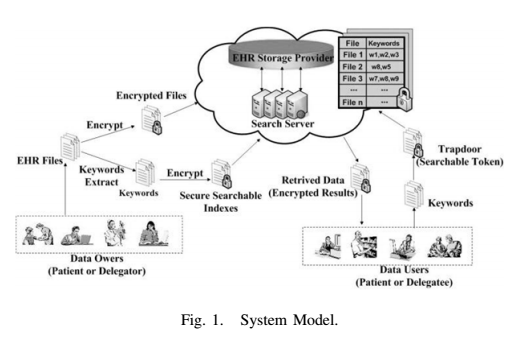 EHR Storage Provider
Search Server
File Keywords
File 1 w1,w2,w3
File 2 w8,w5
File 3 w7,w8,w9
... ...
File n ...
Encrypted Files
Encrypt
EHR Files
Keywords
Extract
Keywords
Encrypt
Secure Searchable
Indexes
Retrived Data
(Encrypted Results)
Trapdoor
(Searchable Token)
Keywords
Data Owers
(Patient or Delegator)
Data Users
(Patient or Delegatee)
Fig. 1. System Model.